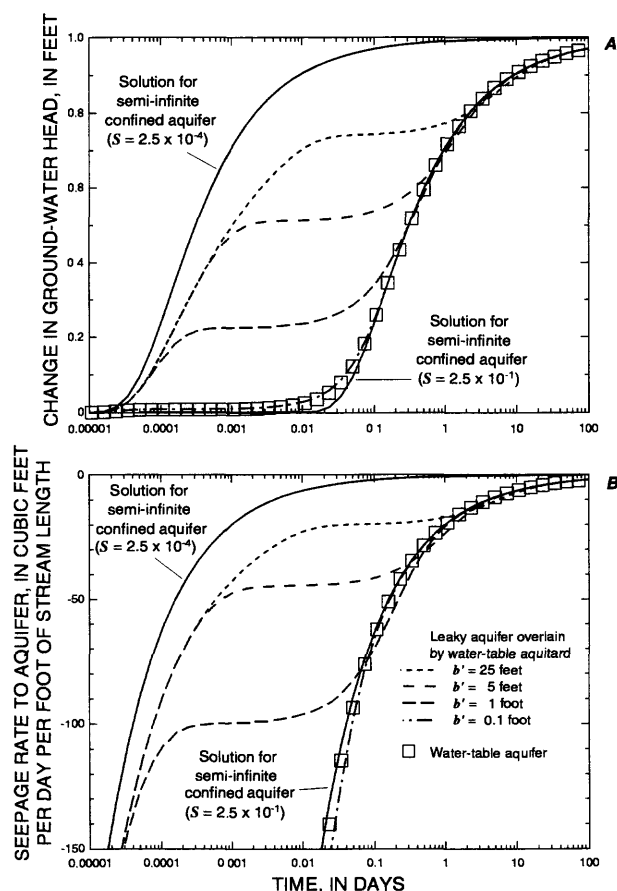 A
CHANGE IN GROUND-WATER HEAD, IN FEET
1.0
0.8
0.6
0 4
0.2
0
Solution for
semi-infinite
confined aquifer
(S = 2.5 x 10⁻⁴)
Solution for
semi-infinite
confined aquifer
(S = 2.5 x 10⁻¹)
0.00001 0.0001 0.001 0.01 0 1 1 10 100
B
SEEPAGE RATE TO AQUIFER, IN CUBIC FEET
PER DAY PER FOOT OF STREAM LENGTH
0
-50
-100
-150
Solution for
semi-infinite
confined aquifer
(S = 2.5 x 10⁻⁴)
Leaky aquifer overlain
by water-table aquitard
b' = 25 feet
b' = 5 feet
b' = 1 foot
b' = 0.1 foot
Water-table aquifer
Solution for
semi-infinite
confined aquifer
(S = 2.5 x 10⁻¹)
0.00001 0.0001 0 001 0.01 0.1 1 10 100
TIME, IN DAYS